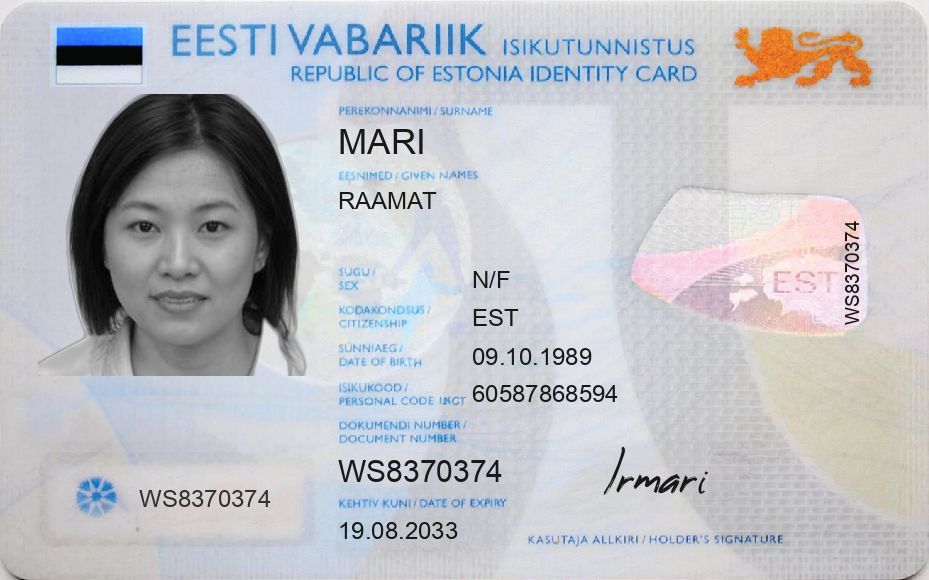 EESTI VABARIIK ISIKUTUNNISTUS
REPUBLIC OF ESTONIA IDENTITY CARD
PEREKONNANIMI / SURNAME
MARI
EESNIMED / GIVEN NAMES
RAAMAT
SUGU /
SEX
N/F
KODAKONDSUS /
CITIZENSHIP
EST
SÜNNIAEG /
DATE OF BIRTH
09.10.1989
ISIKUKOOD /
PERSONAL CODE
60587868594
DOKUMENDI NUMBER /
DOCUMENT NUMBER
WS8370374
KEHTIV KUNI / DATE OF EXPIRY
19.08.2033
WS8370374
EST
WS8370374
Irmari
KASUTAJA ALLKIRI / HOLDER'S SIGNATURE